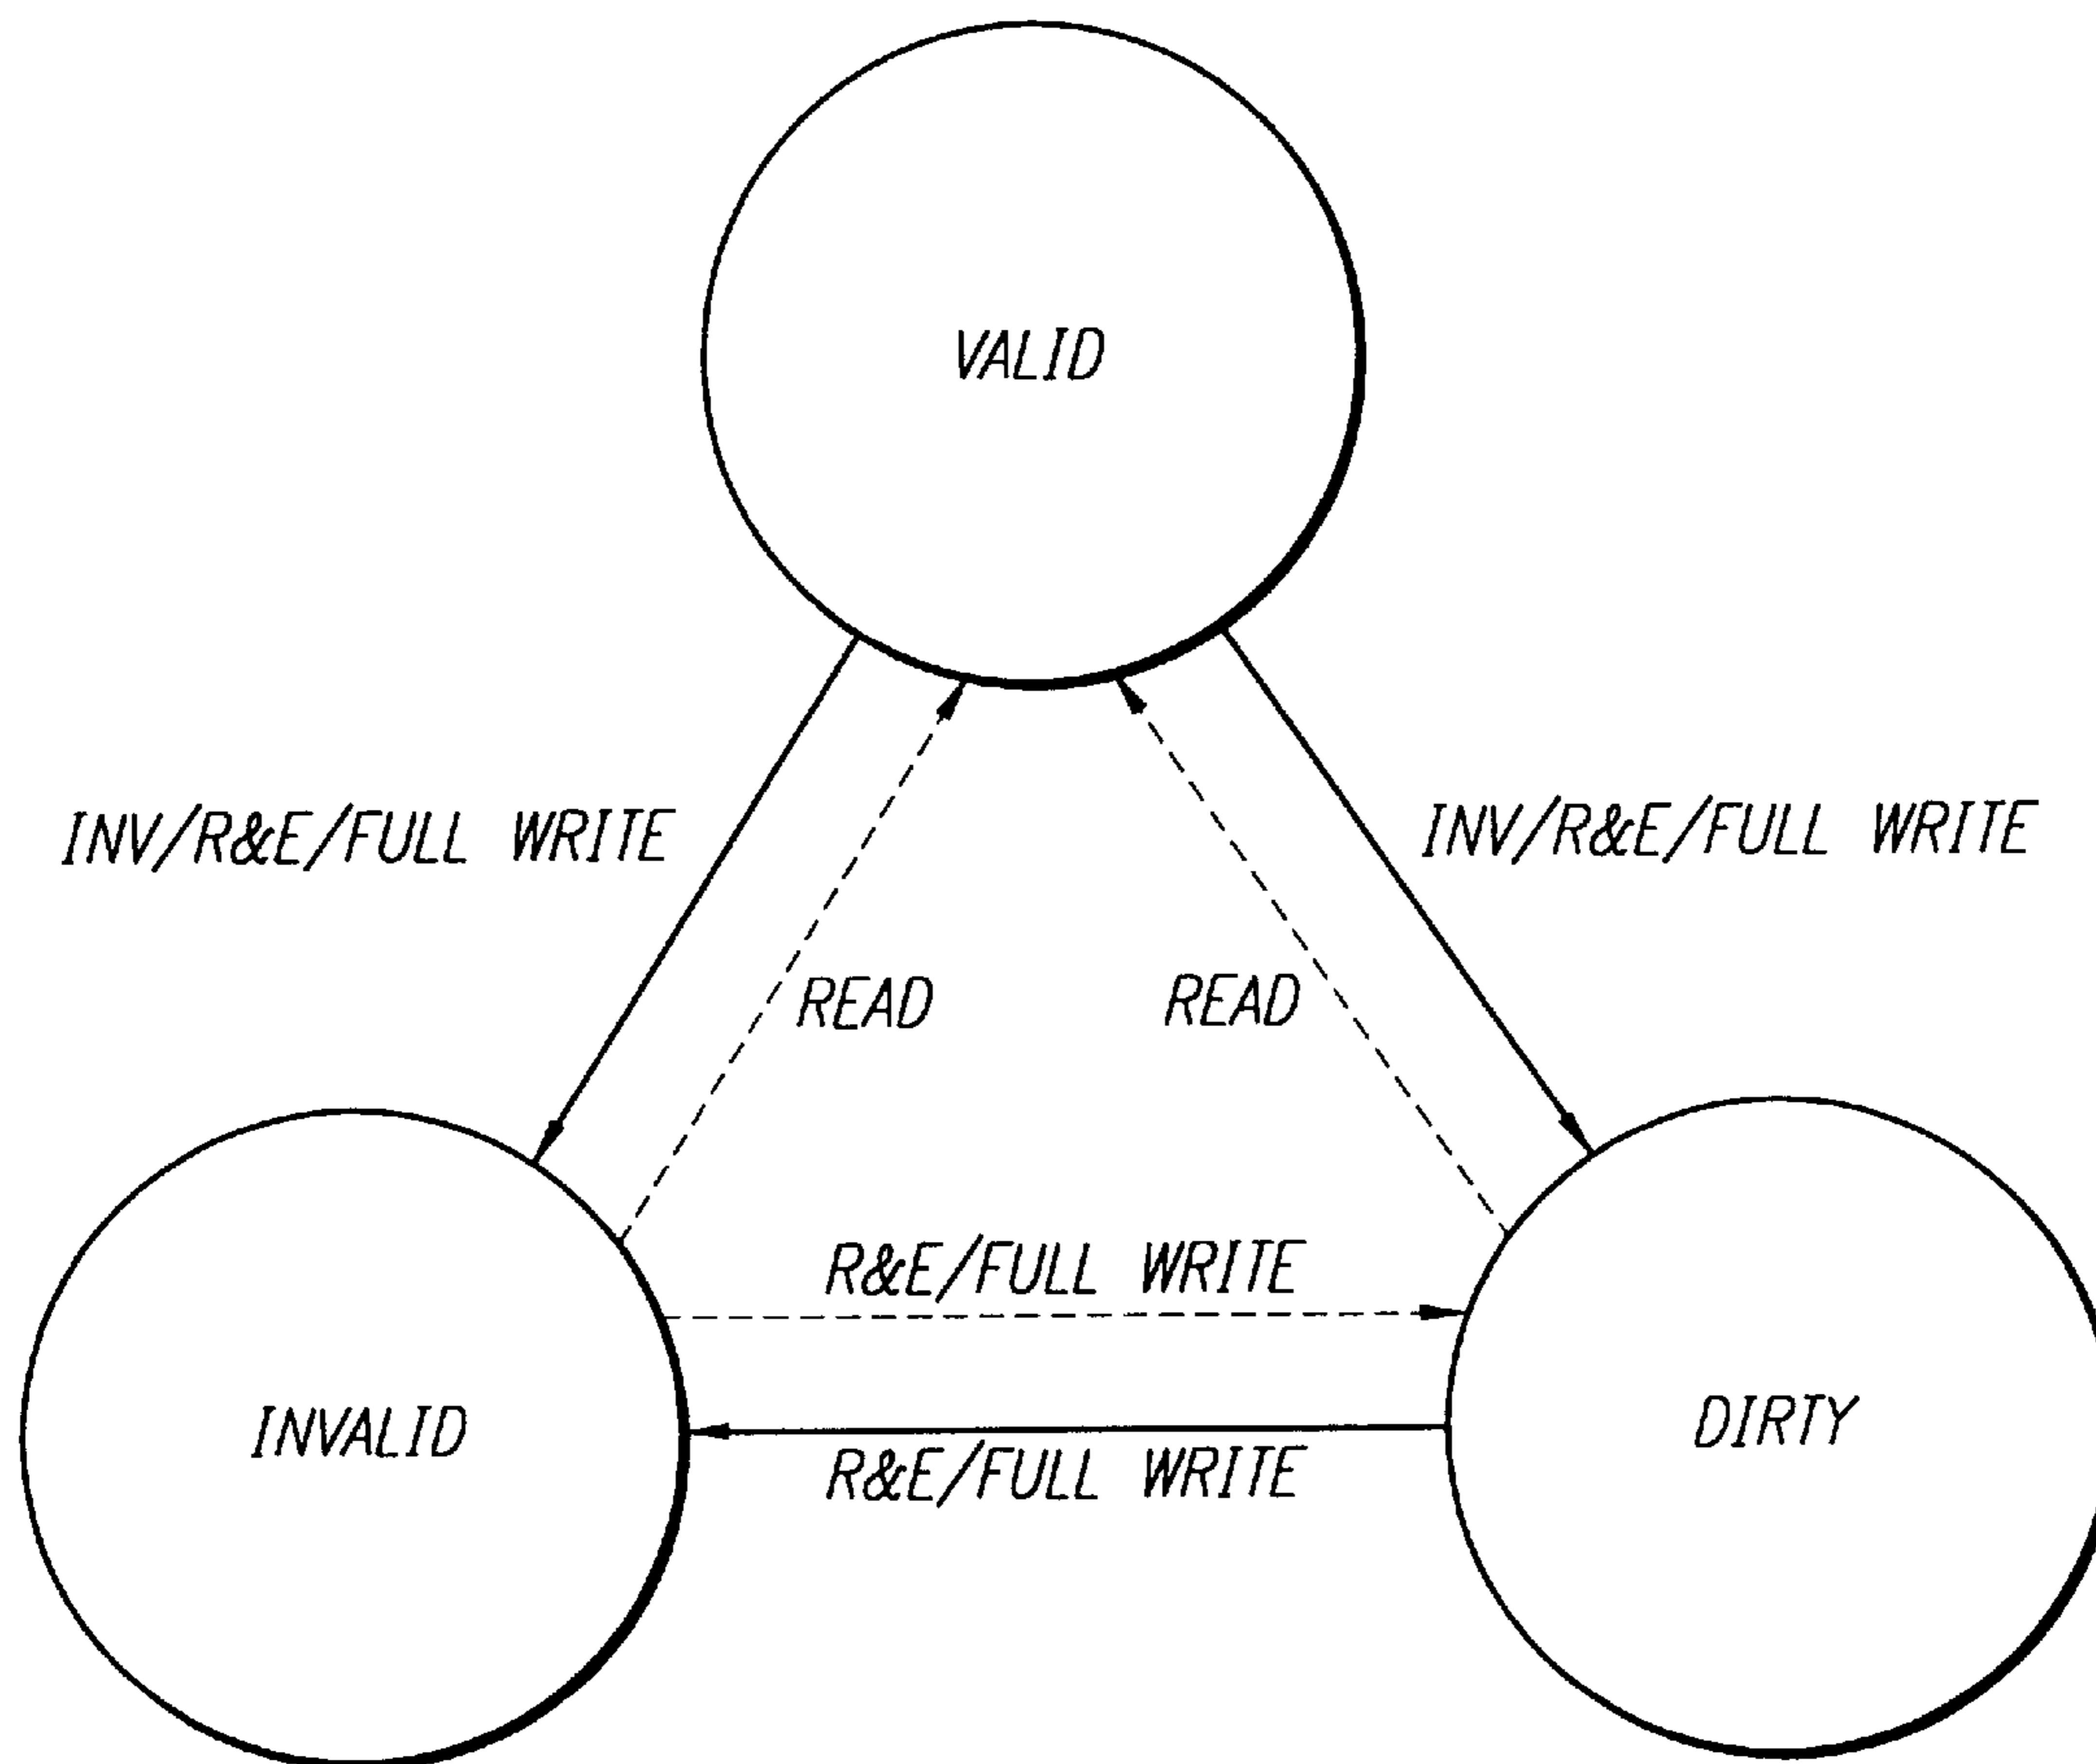 VALID
INV/R&E/FULL WRITE
INV/R&E/FULL WRITE
READ
READ
R&E/FULL WRITE
INVALID
DIRTY
R&E/FULL WRITE